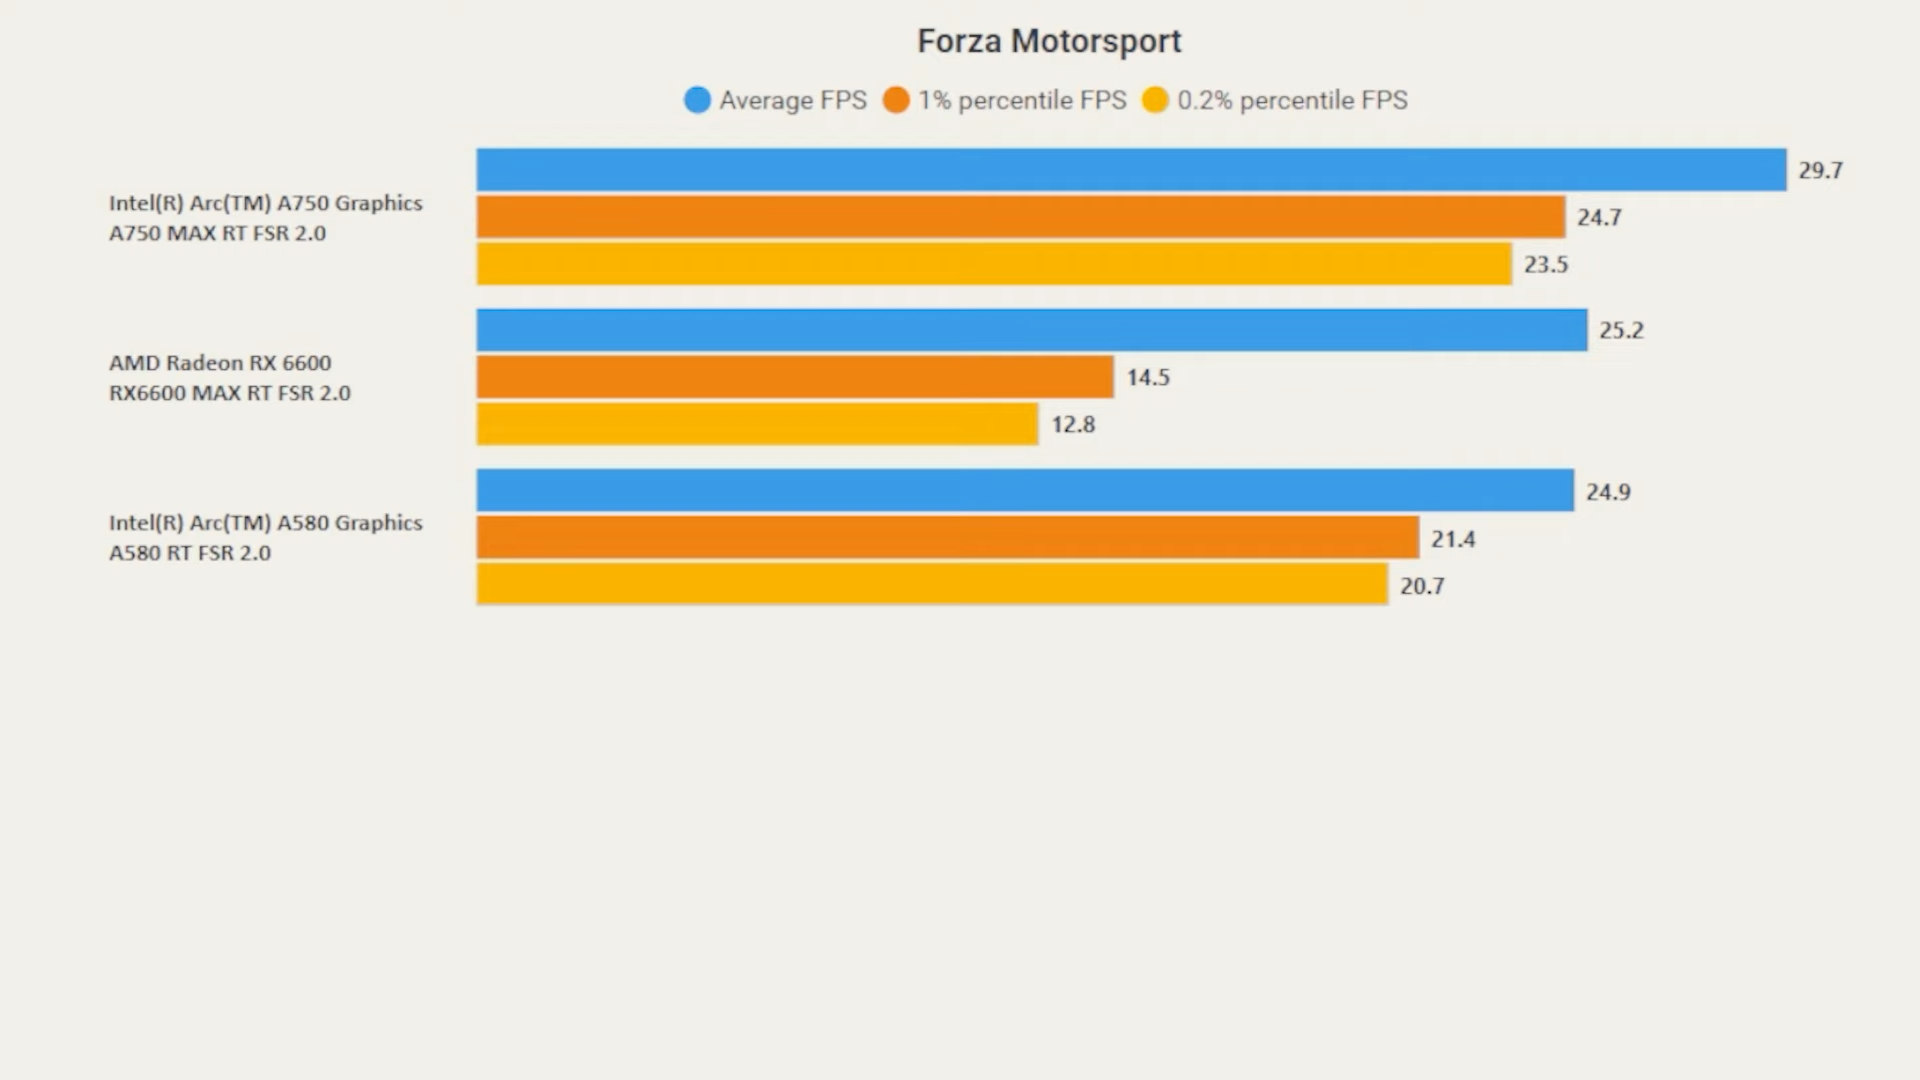 Forza Motorsport
Average FPS 1% percentile FPS 0.2% percentile FPS
29.7
Intel(R) Arc(TM) A750 Graphics
A750 MAX RT FSR 2.0
24.7
23.5
25.2
AMD Radeon RX 6600
RX6600 MAX RT FSR 2.0
14.5
12.8
24.9
Intel(R) Arc(TM) A580 Graphics
A580 RT FSR 2.0
21.4
20.7